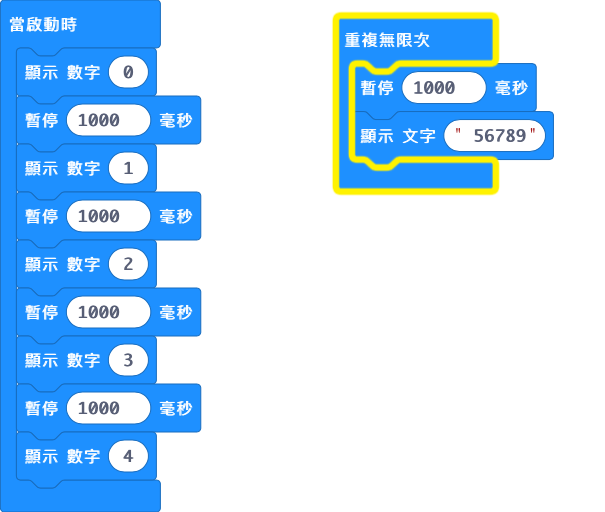 當啟動時
顯示 數字 0
暫停 1000 毫秒
顯示 數字 1
暫停 1000 毫秒
顯示 數字 2
暫停 1000 毫秒
顯示 數字 3
暫停 1000 毫秒
顯示 數字 4
重複無限次
暫停 1000 毫秒
顯示 文字 " 56789"